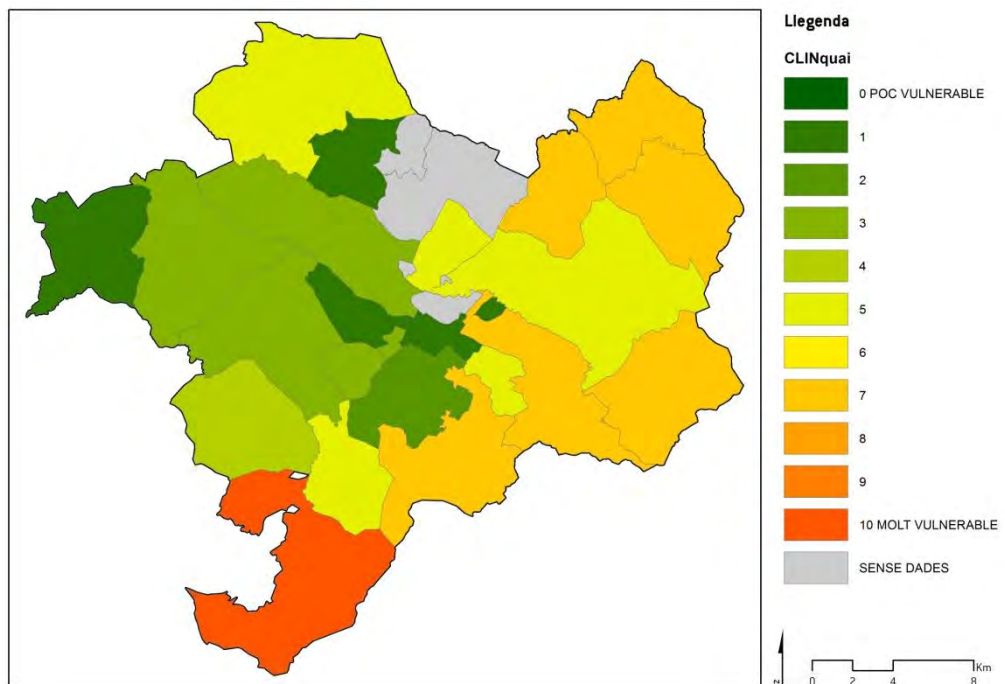 Llegenda
CLINquai
0 POC VULNERABLE
1
2
3
4
5
6
7
8
9
10 MOLT VULNERABLE
SENSE DADES
Km
z 0 2 4 8